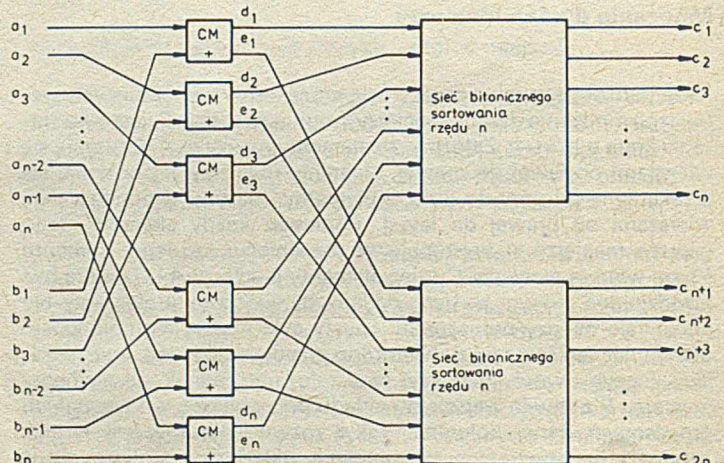 a1
a2
a3
an-2
an-1
an
b1
b2
b3
bn-2
bn-1
bn
CM
+
CM
+
CM
+
CM
+
CM
+
CM
+
d1
e1
d2
e2
d3
e3
dn
en
Sieć bitonicznego
sortowania
rzędu n
Sieć bitonicznego
sortowania
rzędu n
c1
c2
c3
cn
cn+1
cn+2
cn+3
c2n